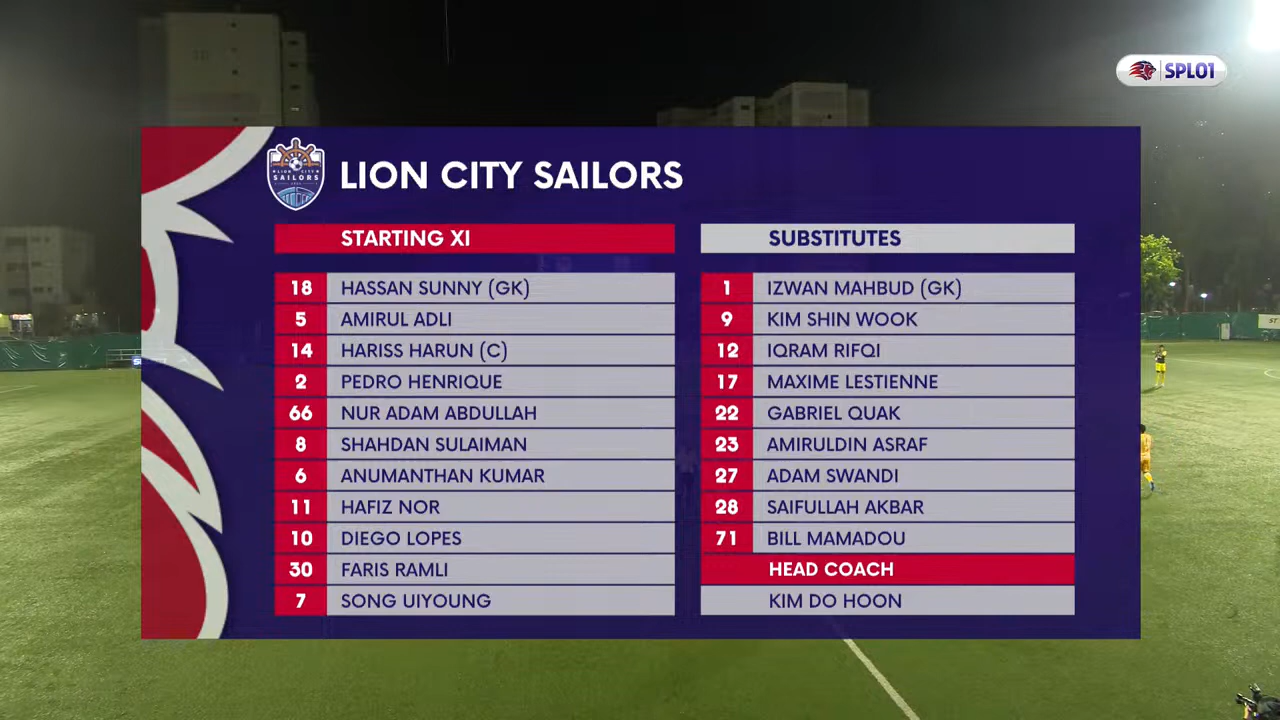 SPL01
LION CITY SAILORS
LION CITY
SAILORS
STARTING XI
18 HASSAN SUNNY (GK)
5 AMIRUL ADLI
14 HARISS HARUN (C)
2 PEDRO HENRIQUE
66 NUR ADAM ABDULLAH
8 SHAHDAN SULAIMAN
6 ANUMANTHAN KUMAR
11 HAFIZ NOR
10 DIEGO LOPES
30 FARIS RAMLI
7 SONG UIYOUNG
SUBSTITUTES
1 IZWAN MAHBUD (GK)
9 KIM SHIN WOOK
12 IQRAM RIFQI
17 MAXIME LESTIENNE
22 GABRIEL QUAK
23 AMIRULDIN ASRAF
27 ADAM SWANDI
28 SAIFULLAH AKBAR
71 BILL MAMADOU
HEAD COACH
KIM DO HOON